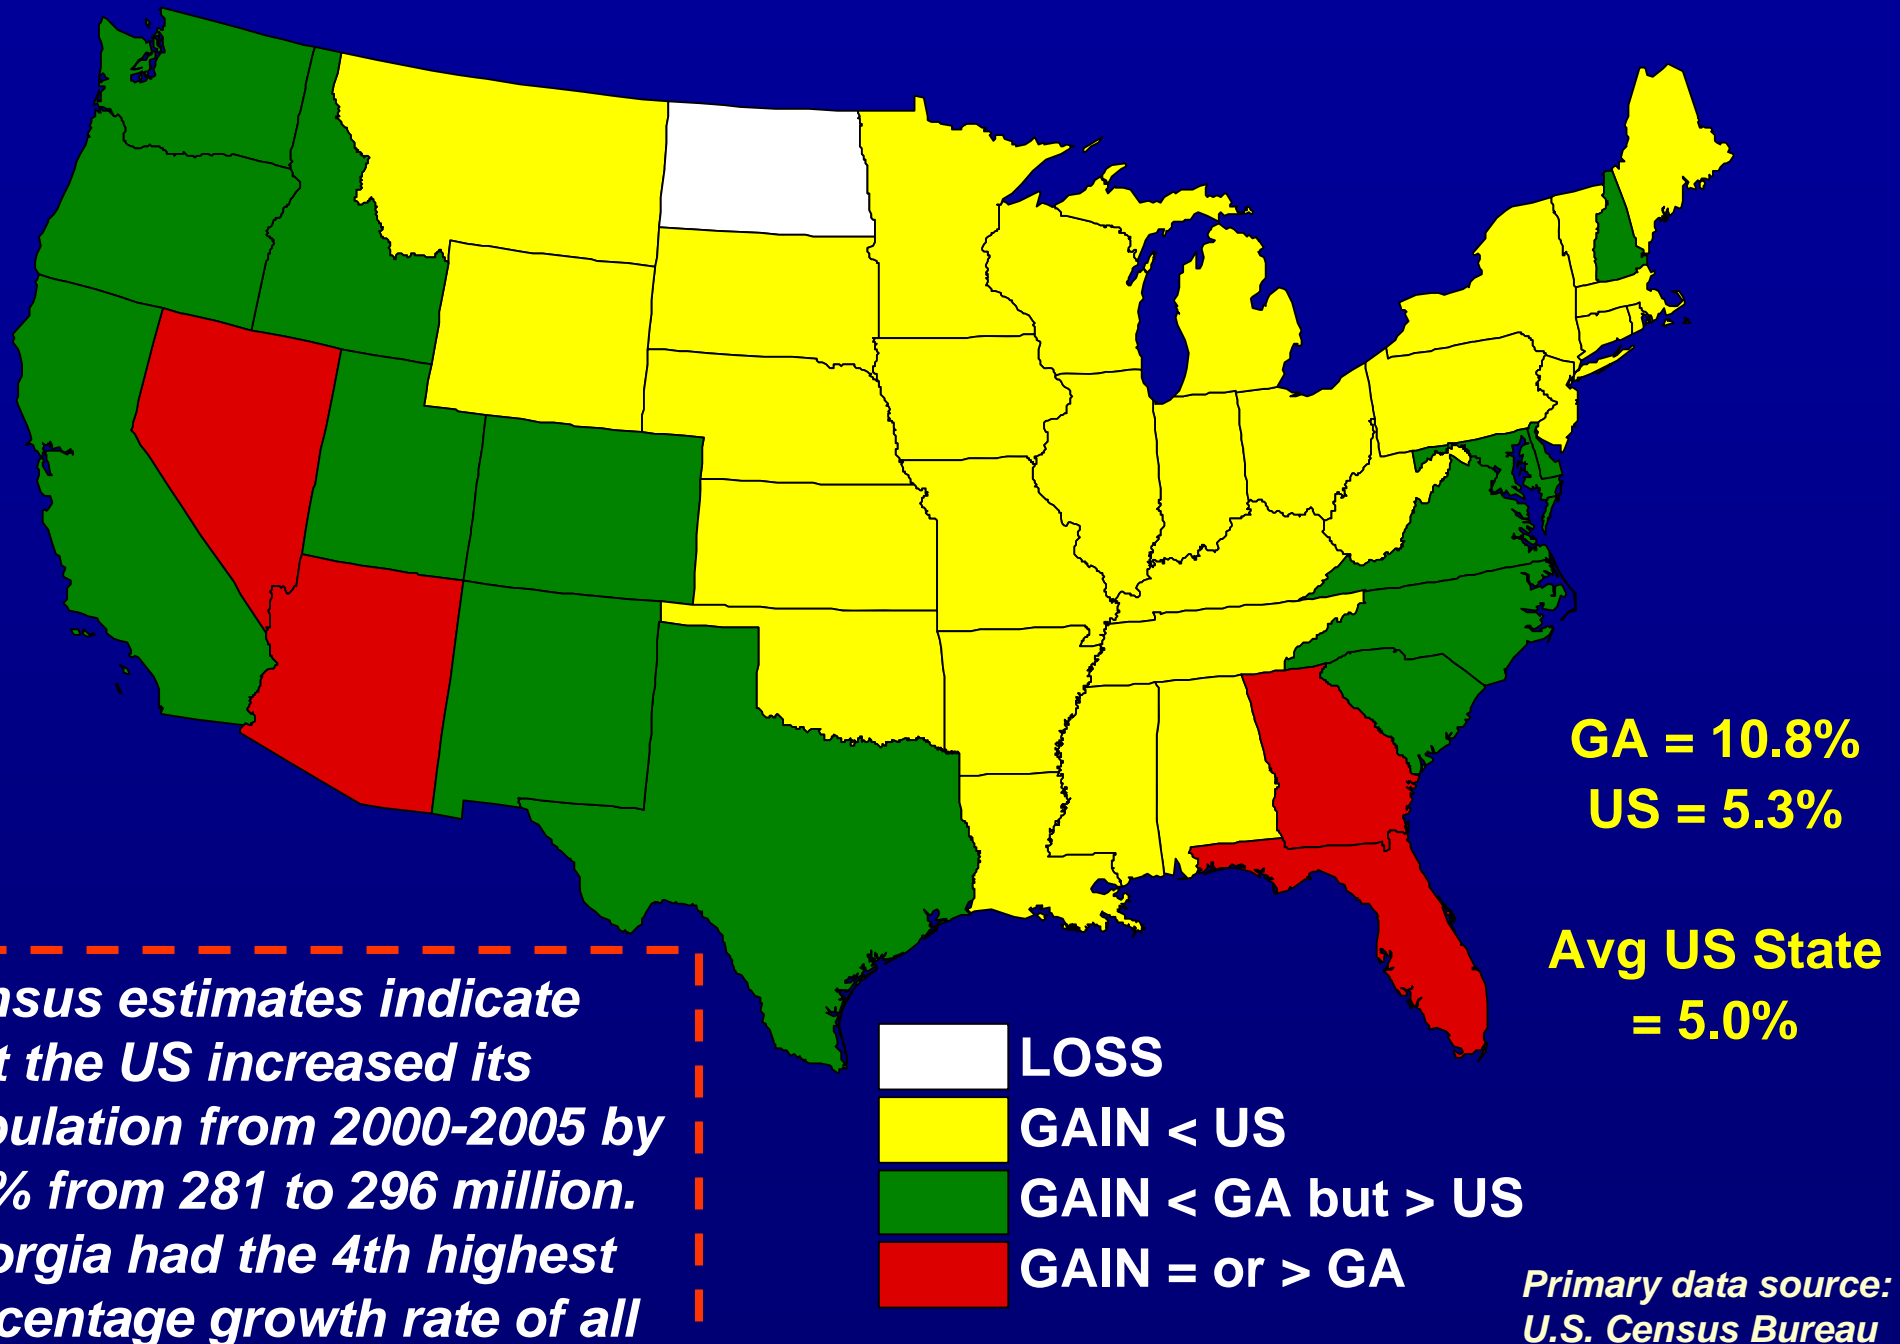 GA = 10.8%
US = 5.3%
Avg US State
= 5.0%
nsus estimates indicate
t the US increased its
pulation from 2000-2005 by
% from 281 to 296 million.
orgia had the 4th highest
centage growth rate of all
LOSS
GAIN < US
GAIN < GA but > US
GAIN = or > GA
Primary data source:
U.S. Census Bureau